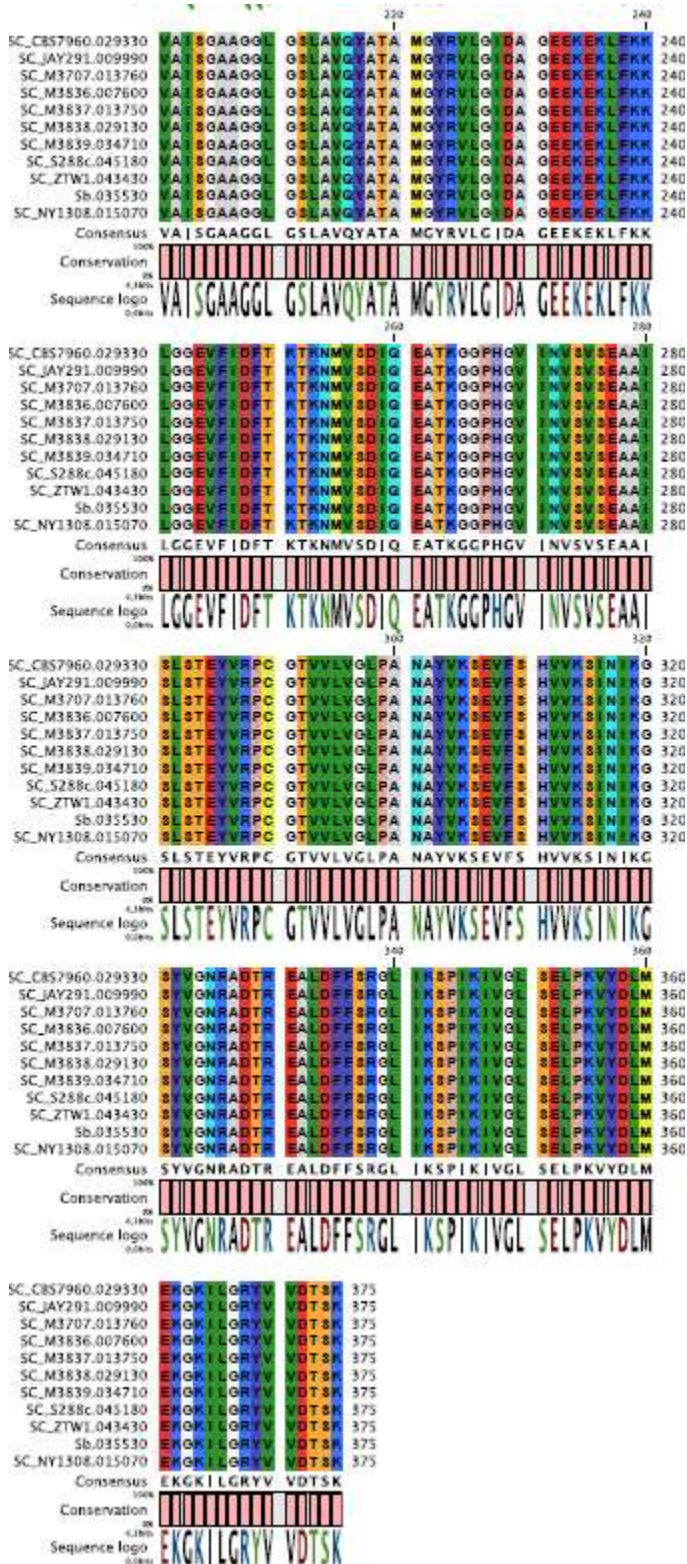 220 240
SC_CBS7960.029330 VAISGAAGGL GSLAVQYATA MGYRVLGIDA GEEKEKLFKK 240
SC_JAY291.009990 VAISGAAGGL GSLAVQYATA MGYRVLGIDA GEEKEKLFKK 240
SC_M3707.013760 VAISGAAGGL GSLAVQYATA MGYRVLGIDA GEEKEKLFKK 240
SC_M3836.007600 VAISGAAGGL GSLAVQYATA MGYRVLGIDA GEEKEKLFKK 240
SC_M3837.013750 VAISGAAGGL GSLAVQYATA MGYRVLGIDA GEEKEKLFKK 240
SC_M3838.029130 VAISGAAGGL GSLAVQYATA MGYRVLGIDA GEEKEKLFKK 240
SC_M3839.034710 VAISGAAGGL GSLAVQYATA MGYRVLGIDA GEEKEKLFKK 240
SC_S288c.045180 VAISGAAGGL GSLAVQYATA MGYRVLGIDA GEEKEKLFKK 240
SC_ZTW1.043430 VAISGAAGGL GSLAVQYATA MGYRVLGIDA GEEKEKLFKK 240
Sb.035530 VAISGAAGGL GSLAVQYATA MGYRVLGIDA GEEKEKLFKK 240
SC_NY1308.015070 VAISGAAGGL GSLAVQYATA MGYRVLGIDA GEEKEKLFKK 240
Consensus VAISGAAGGL GSLAVQYATA MGYRVLGIDA GEEKEKLFKK
100%
Conservation
0%
Sequence logo VAISGAAGGL GSLAVQYATA MGYRVLGIDA GEEKEKLFKK
260 280
SC_CBS7960.029330 LGGEVFIDFT KTKNMVSDIQ EATKGGPHGV INVSVSEAAI 280
SC_JAY291.009990 LGGEVFIDFT KTKNMVSDIQ EATKGGPHGV INVSVSEAAI 280
SC_M3707.013760 LGGEVFIDFT KTKNMVSDIQ EATKGGPHGV INVSVSEAAI 280
SC_M3836.007600 LGGEVFIDFT KTKNMVSDIQ EATKGGPHGV INVSVSEAAI 280
SC_M3837.013750 LGGEVFIDFT KTKNMVSDIQ EATKGGPHGV INVSVSEAAI 280
SC_M3838.029130 LGGEVFIDFT KTKNMVSDIQ EATKGGPHGV INVSVSEAAI 280
SC_M3839.034710 LGGEVFIDFT KTKNMVSDIQ EATKGGPHGV INVSVSEAAI 280
SC_S288c.045180 LGGEVFIDFT KTKNMVSDIQ EATKGGPHGV INVSVSEAAI 280
SC_ZTW1.043430 LGGEVFIDFT KTKNMVSDIQ EATKGGPHGV INVSVSEAAI 280
Sb.035530 LGGEVFIDFT KTKNMVSDIQ EATKGGPHGV INVSVSEAAI 280
SC_NY1308.015070 LGGEVFIDFT KTKNMVSDIQ EATKGGPHGV INVSVSEAAI 280
Consensus LGGEVFIDFT KTKNMVSDIQ EATKGGPHGV INVSVSEAAI
100%
Conservation
0%
Sequence logo LGGEVFIDFT KTKNMVSDIQ EATKGGPHGV INVSVSEAAI
300 320
SC_CBS7960.029330 SLSTEYVRPC GTVVLVGLPA NAYVKSEVFS HVVKSINIKG 320
SC_JAY291.009990 SLSTEYVRPC GTVVLVGLPA NAYVKSEVFS HVVKSINIKG 320
SC_M3707.013760 SLSTEYVRPC GTVVLVGLPA NAYVKSEVFS HVVKSINIKG 320
SC_M3836.007600 SLSTEYVRPC GTVVLVGLPA NAYVKSEVFS HVVKSINIKG 320
SC_M3837.013750 SLSTEYVRPC GTVVLVGLPA NAYVKSEVFS HVVKSINIKG 320
SC_M3838.029130 SLSTEYVRPC GTVVLVGLPA NAYVKSEVFS HVVKSINIKG 320
SC_M3839.034710 SLSTEYVRPC GTVVLVGLPA NAYVKSEVFS HVVKSINIKG 320
SC_S288c.045180 SLSTEYVRPC GTVVLVGLPA NAYVKSEVFS HVVKSINIKG 320
SC_ZTW1.043430 SLSTEYVRPC GTVVLVGLPA NAYVKSEVFS HVVKSINIKG 320
Sb.035530 SLSTEYVRPC GTVVLVGLPA NAYVKSEVFS HVVKSINIKG 320
SC_NY1308.015070 SLSTEYVRPC GTVVLVGLPA NAYVKSEVFS HVVKSINIKG 320
Consensus SLSTEYVRPC GTVVLVGLPA NAYVKSEVFS HVVKSINIKG
100%
Conservation
0%
Sequence logo SLSTEYVRPC GTVVLVGLPA NAYVKSEVFS HVVKSINIKG
340 360
SC_CBS7960.029330 SYVGNRADTR EALDFFSRGL IKSPIKIVGL SELPKVYDLM 360
SC_JAY291.009990 SYVGNRADTR EALDFFSRGL IKSPIKIVGL SELPKVYDLM 360
SC_M3707.013760 SYVGNRADTR EALDFFSRGL IKSPIKIVGL SELPKVYDLM 360
SC_M3836.007600 SYVGNRADTR EALDFFSRGL IKSPIKIVGL SELPKVYDLM 360
SC_M3837.013750 SYVGNRADTR EALDFFSRGL IKSPIKIVGL SELPKVYDLM 360
SC_M3838.029130 SYVGNRADTR EALDFFSRGL IKSPIKIVGL SELPKVYDLM 360
SC_M3839.034710 SYVGNRADTR EALDFFSRGL IKSPIKIVGL SELPKVYDLM 360
SC_S288c.045180 SYVGNRADTR EALDFFSRGL IKSPIKIVGL SELPKVYDLM 360
SC_ZTW1.043430 SYVGNRADTR EALDFFSRGL IKSPIKIVGL SELPKVYDLM 360
Sb.035530 SYVGNRADTR EALDFFSRGL IKSPIKIVGL SELPKVYDLM 360
SC_NY1308.015070 SYVGNRADTR EALDFFSRGL IKSPIKIVGL SELPKVYDLM 360
Consensus SYVGNRADTR EALDFFSRGL IKSPIKIVGL SELPKVYDLM
100%
Conservation
0%
Sequence logo SYVGNRADTR EALDFFSRGL IKSPIKIVGL SELPKVYDLM
SC_CBS7960.029330 EKGKILGRYV VDTSK 375
SC_JAY291.009990 EKGKILGRYV VDTSK 375
SC_M3707.013760 EKGKILGRYV VDTSK 375
SC_M3836.007600 EKGKILGRYV VDTSK 375
SC_M3837.013750 EKGKILGRYV VDTSK 375
SC_M3838.029130 EKGKILGRYV VDTSK 375
SC_M3839.034710 EKGKILGRYV VDTSK 375
SC_S288c.045180 EKGKILGRYV VDTSK 375
SC_ZTW1.043430 EKGKILGRYV VDTSK 375
Sb.035530 EKGKILGRYV VDTSK 375
SC_NY1308.015070 EKGKILGRYV VDTSK 375
Consensus EKGKILGRYV VDTSK
100%
Conservation
0%
Sequence logo EKGKILGRYV VDTSK